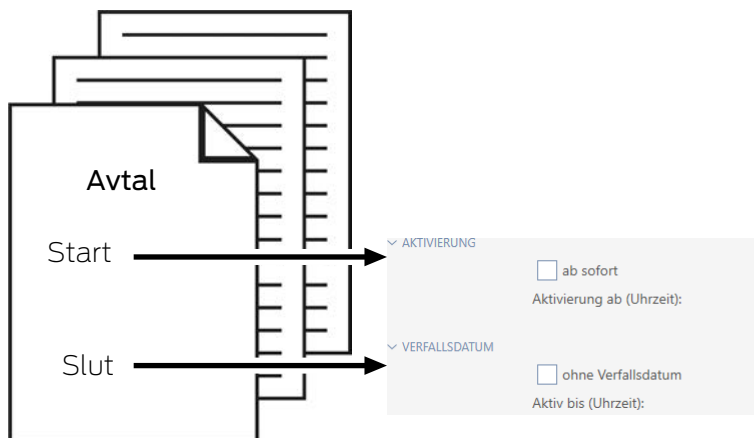 Avtal
Start
AKTIVIERUNG
ab sofort
Aktivierung ab (Uhrzeit):
Slut
VERFALLSDATUM
ohne Verfallsdatum
Aktiv bis (Uhrzeit):